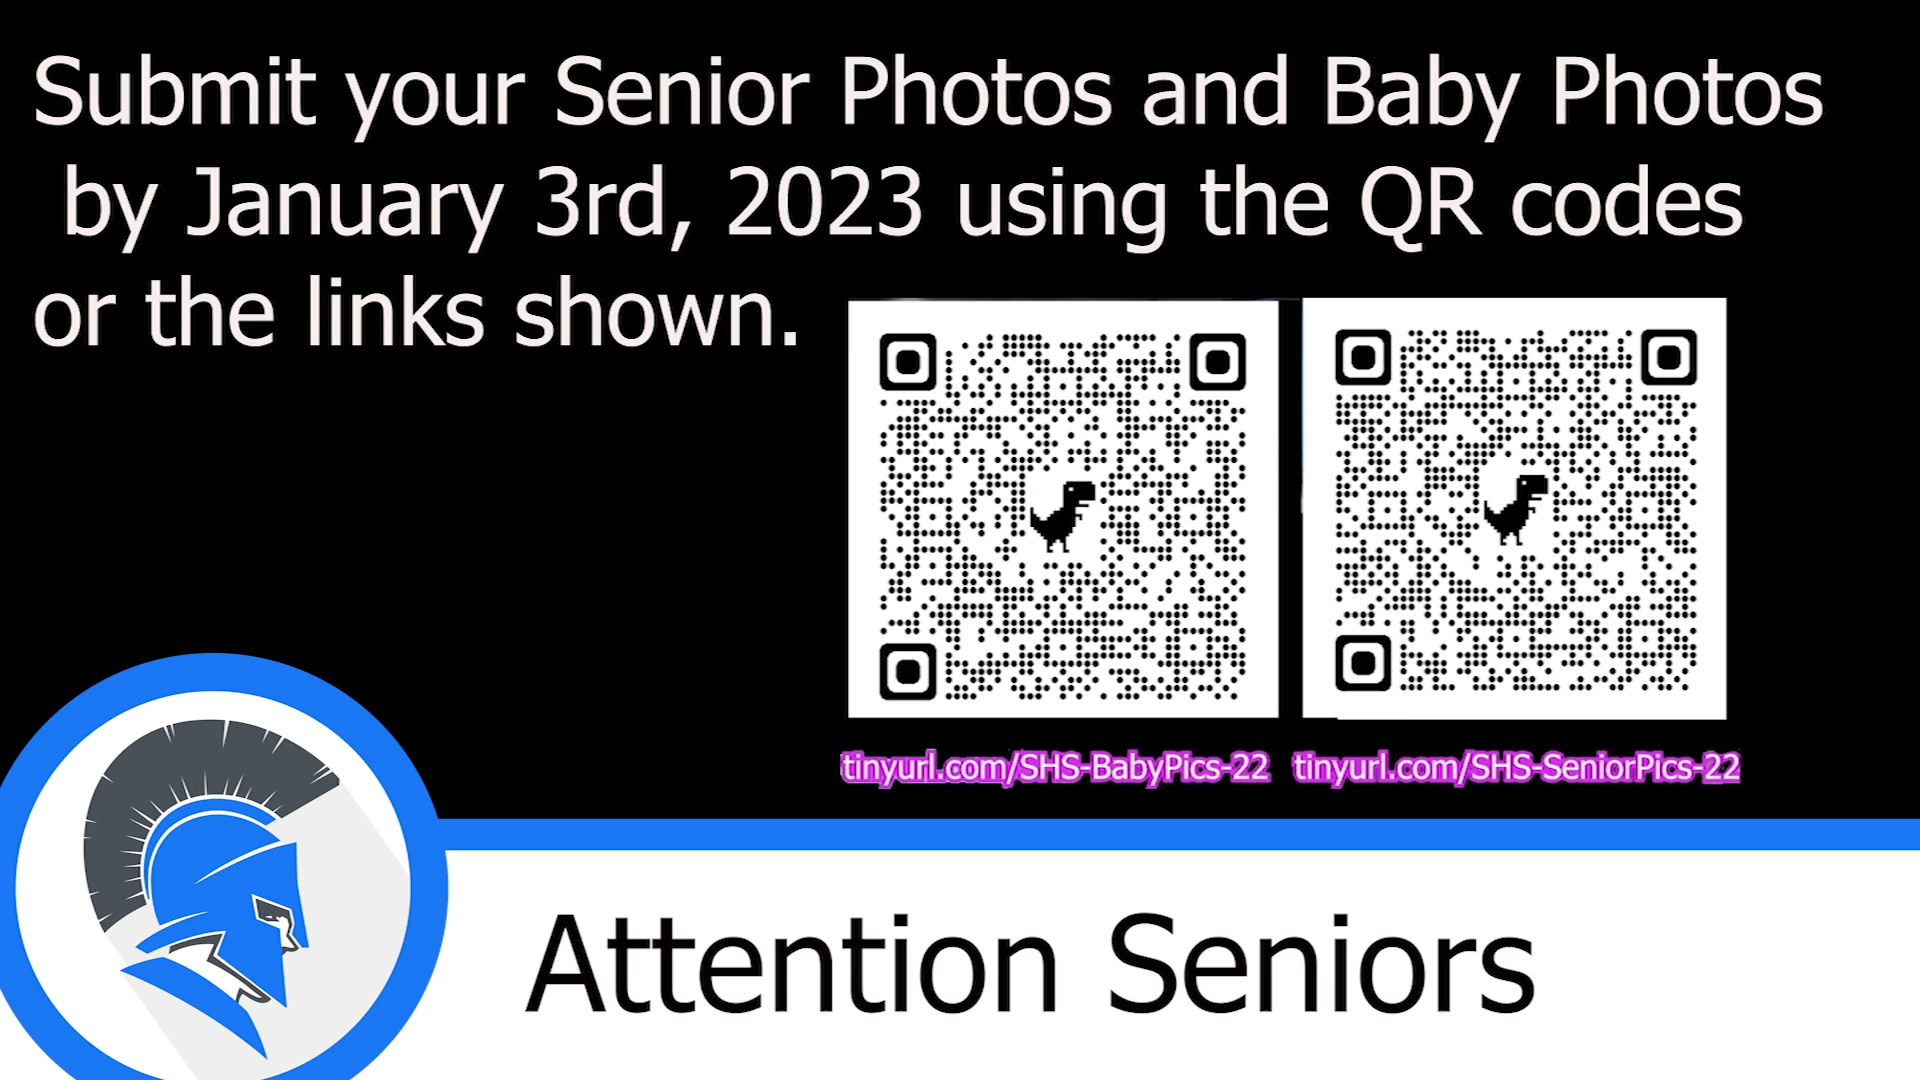 Submit your Senior Photos and Baby Photos
by January 3rd, 2023 using the QR codes
or the links shown.
tinyurl.com/SHS-BabyPics-22
tinyurl.com/SHS-SeniorPics-22
Attention Seniors